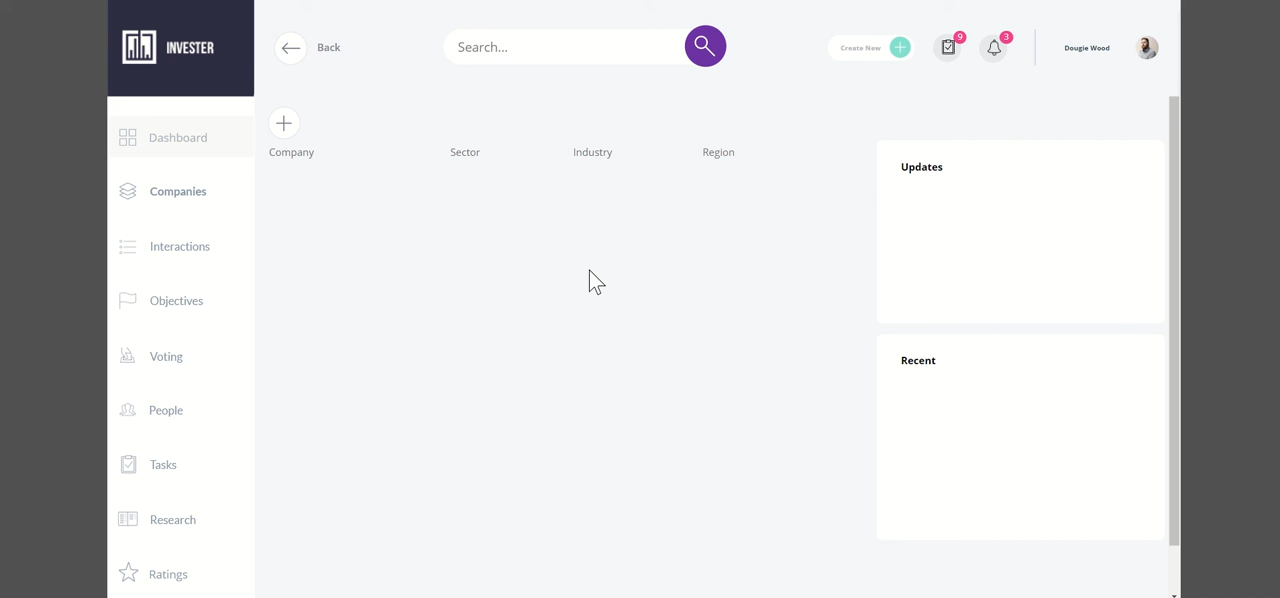 INVESTER
Back
Search...
Create New
9
3
Dougie Wood
Dashboard
Companies
Interactions
Objectives
Voting
People
Tasks
Research
Ratings
Company Sector Industry Region
Updates
Recent